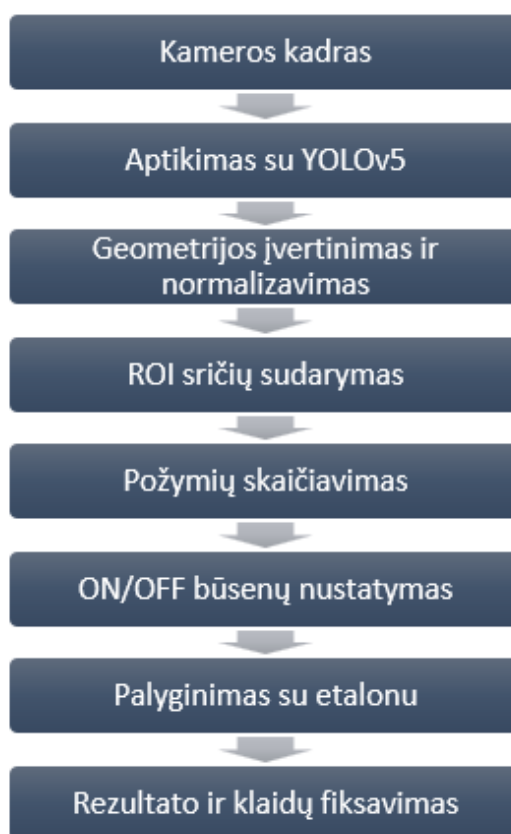 Kameros kadras
Aptikimas su YOLOv5
Geometrijos įvertinimas ir
normalizavimas
ROI sričių sudarymas
Požymių skaičiavimas
ON/OFF būsenų nustatymas
Palyginimas su etalonu
Rezultato ir klaidų fiksavimas